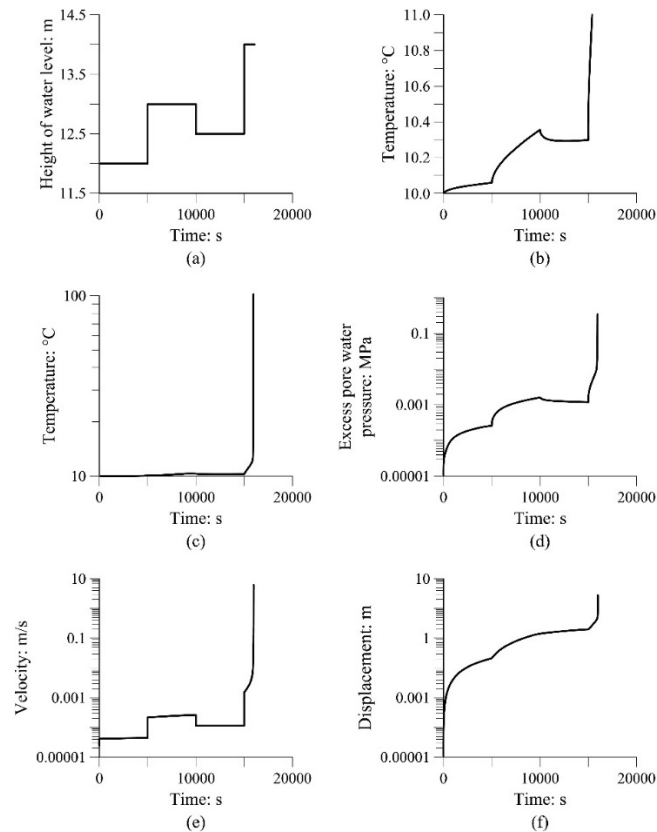 14.5
13.5
12.5
11.5
Height of water level: m
0
10000
20000
Time: s
(a)
11.0
10.8
10.6
10.4
10.2
10.0
Temperature: °C
0
10000
20000
Time: s
(b)
100
10
Temperature: °C
0
10000
20000
Time: s
(c)
0.1
0.001
0.00001
Excess pore water
pressure: MPa
0
10000
20000
Time: s
(d)
10
0.1
0.001
0.00001
Velocity: m/s
0
10000
20000
Time: s
(e)
10
1
0.001
0.00001
Displacement: m
0
10000
20000
Time: s
(f)